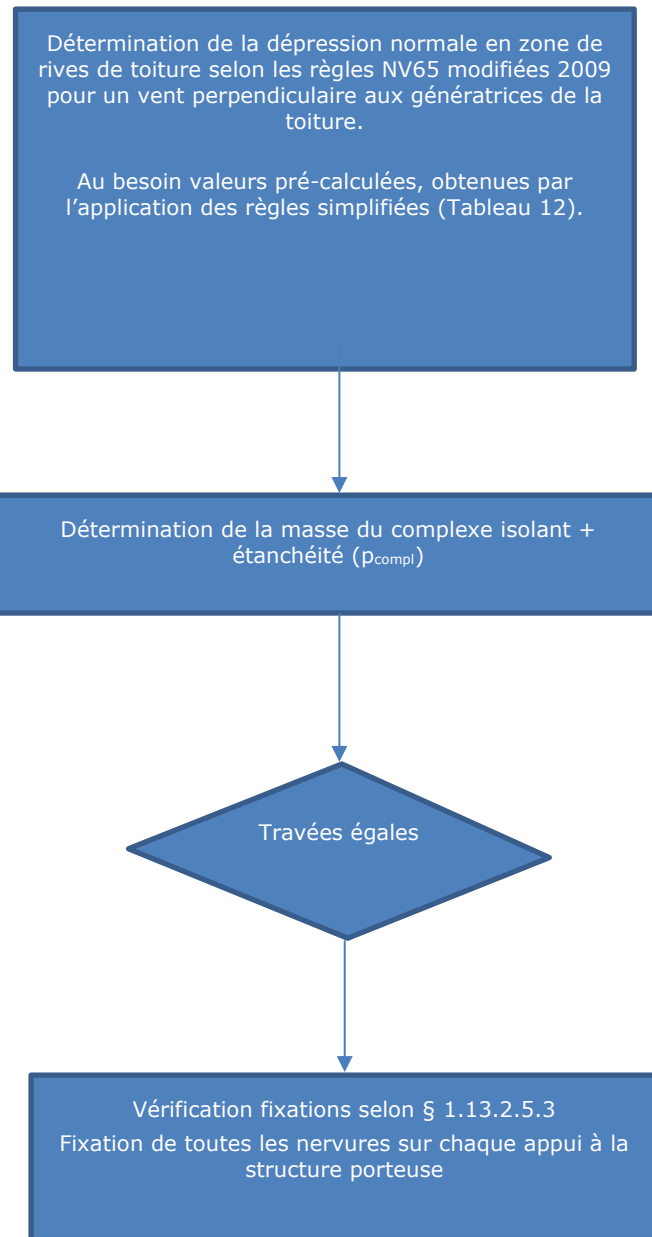 Détermination de la dépression normale en zone de
rives de toiture selon les règles NV65 modifiées 2009
pour un vent perpendiculaire aux génératrices de la
toiture.
Au besoin valeurs pré-calculées, obtenues par
l'application des règles simplifiées (Tableau 12).
Détermination de la masse du complexe isolant +
étanchéité (pcompl)
Travées égales
Vérification fixations selon § 1.13.2.5.3
Fixation de toutes les nervures sur chaque appui à la
structure porteuse